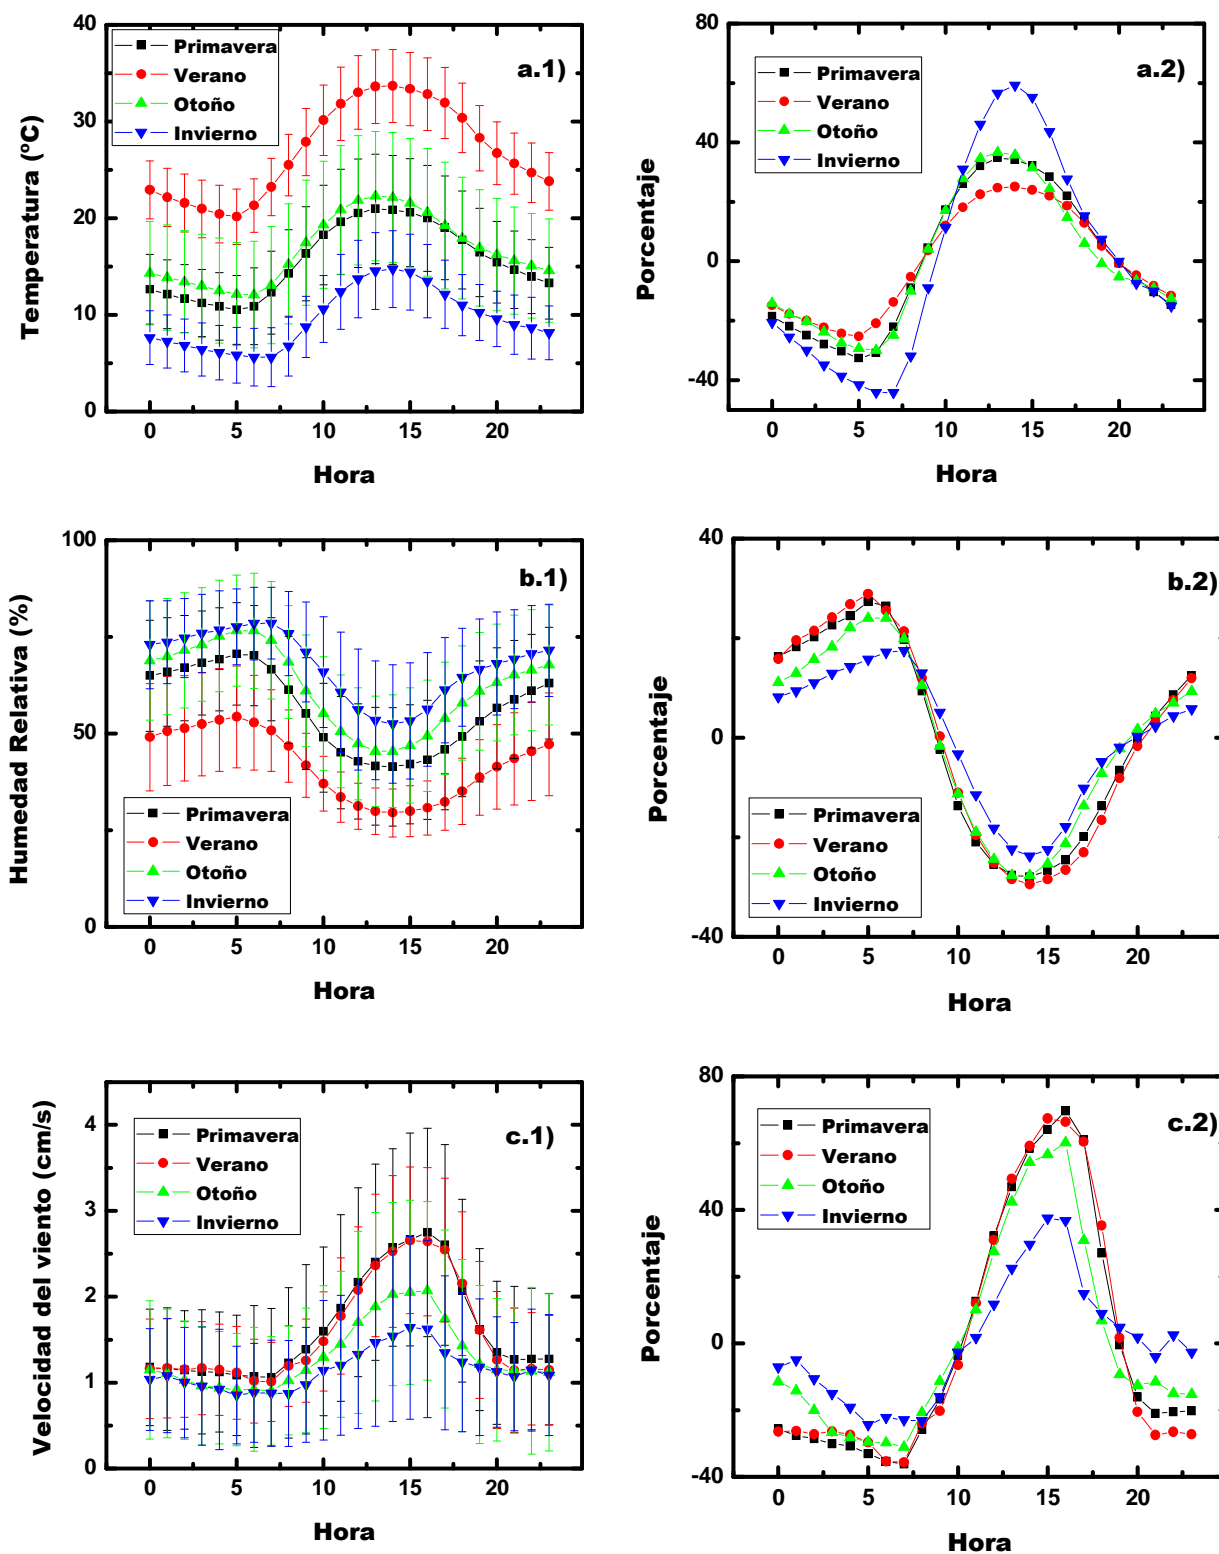 40
30
20
10
0
Temperatura (ºC)
Primavera
Verano
Otoño
Invierno
a.1)
0 5 10 15 20
Hora
80
40
0
-40
Porcentaje
Primavera
Verano
Otoño
Invierno
a.2)
0 5 10 15 20
Hora
100
50
0
Humedad Relativa (%)
b.1)
Primavera
Verano
Otoño
Invierno
0 5 10 15 20
Hora
40
0
-40
Porcentaje
b.2)
Primavera
Verano
Otoño
Invierno
0 5 10 15 20
Hora
4
3
2
1
0
Velocidad del viento (cm/s)
Primavera
Verano
Otoño
Invierno
c.1)
0 5 10 15 20
Hora
80
40
0
-40
Porcentaje
Primavera
Verano
Otoño
Invierno
c.2)
0 5 10 15 20
Hora